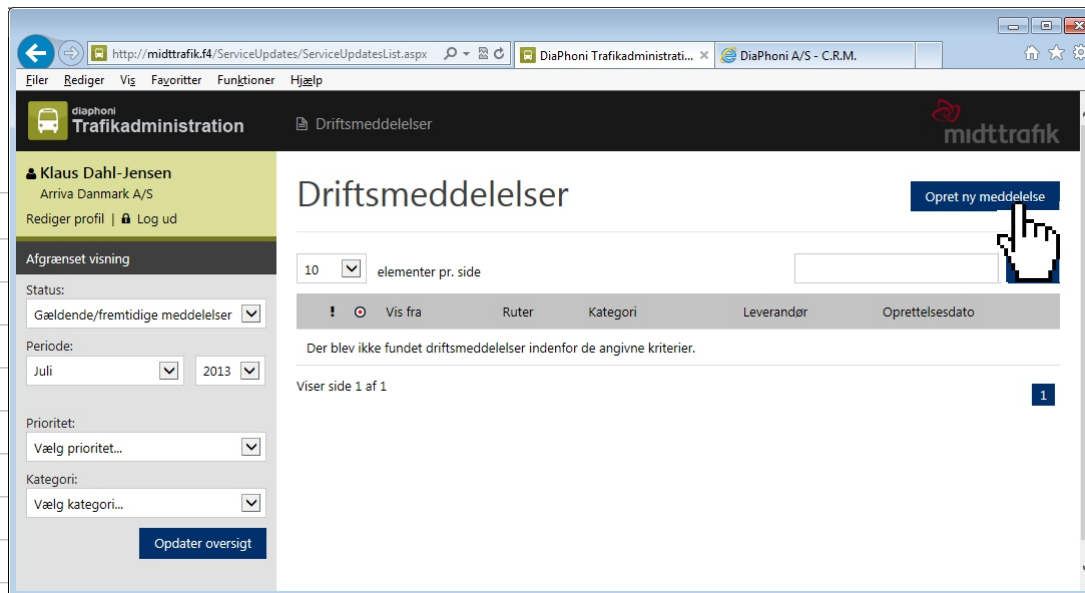 http://midttrafik.f4/ServiceUpdates/ServiceUpdatesList.aspx
DiaPhoni Trafikadministrati...
DiaPhoni A/S - C.R.M.
Filer Rediger Vis Favoritter Funktioner Hjælp
diaphoni
Trafikadministration
Driftsmeddelelser
midttrafik
Klaus Dahl-Jensen
Arriva Danmark A/S
Rediger profil | Log ud
Driftsmeddelelser
Opret ny meddelelse
Afgrænset visning
10 elementer pr. side
Status:
Gældende/fremtidige meddelelser
! Vis fra Ruter Kategori Leverandør Oprettelsesdato
Periode:
Der blev ikke fundet driftsmeddelelser indenfor de angivne kriterier.
Juli 2013
Viser side 1 af 1
1
Prioritet:
Vælg prioritet...
Kategori:
Vælg kategori...
Opdater oversigt